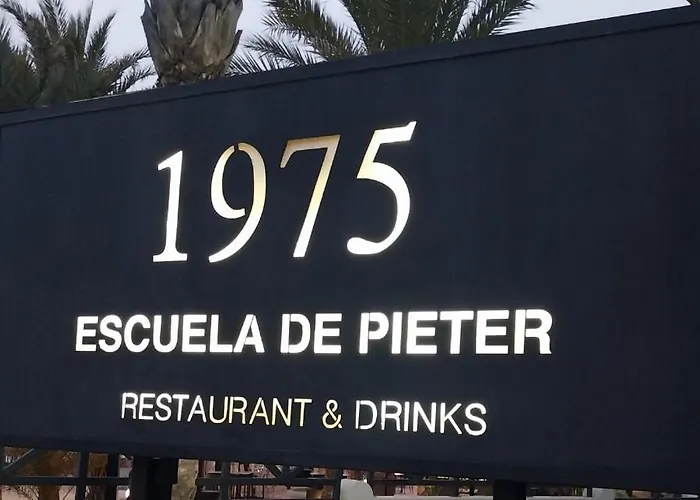 1975
ESCUELA DE PIETER
RESTAURANT & DRINKS